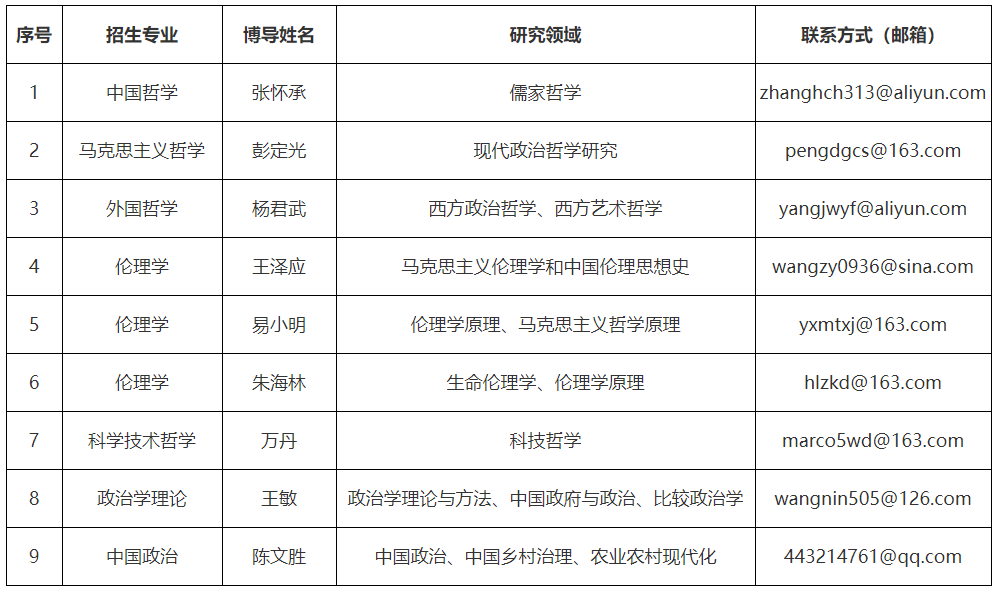 序号 招生专业 博导姓名 研究领域 联系方式（邮箱）
1 中国哲学 张怀承 儒家哲学 zhanghch313@aliyun.com
2 马克思主义哲学 彭定光 现代政治哲学研究 pengdgcs@163.com
3 外国哲学 杨君武 西方政治哲学、西方艺术哲学 yangjwyf@aliyun.com
4 伦理学 王泽应 马克思主义伦理学和中国伦理思想史 wangzy0936@sina.com
5 伦理学 易小明 伦理学原理、马克思主义哲学原理 yxmtxj@163.com
6 伦理学 朱海林 生命伦理学、伦理学原理 hlzkd@163.com
7 科学技术哲学 万丹 科技哲学 marco5wd@163.com
8 政治学理论 王敏 政治学理论与方法、中国政府与政治、比较政治学 wangnin505@126.com
9 中国政治 陈文胜 中国政治、中国乡村治理、农业农村现代化 443214761@qq.com